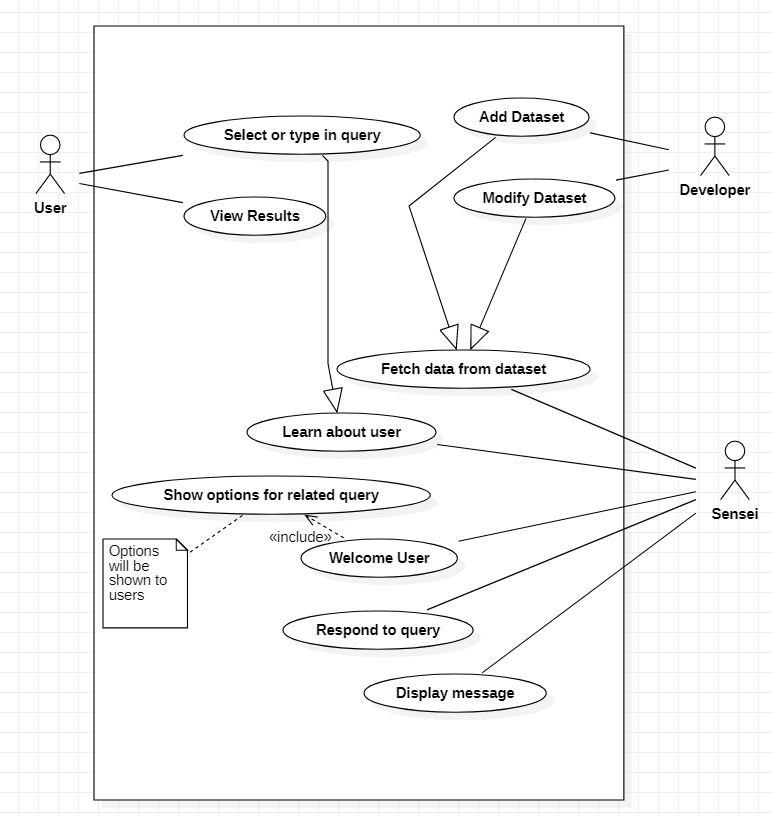 Add Dataset
Select or type in query
Developer
Modify Dataset
User
View Results
Fetch data from dataset
Learn about user
Show options for related query
Sensei
«include»
Options
will be
shown to
users
Welcome User
Respond to query
Display message